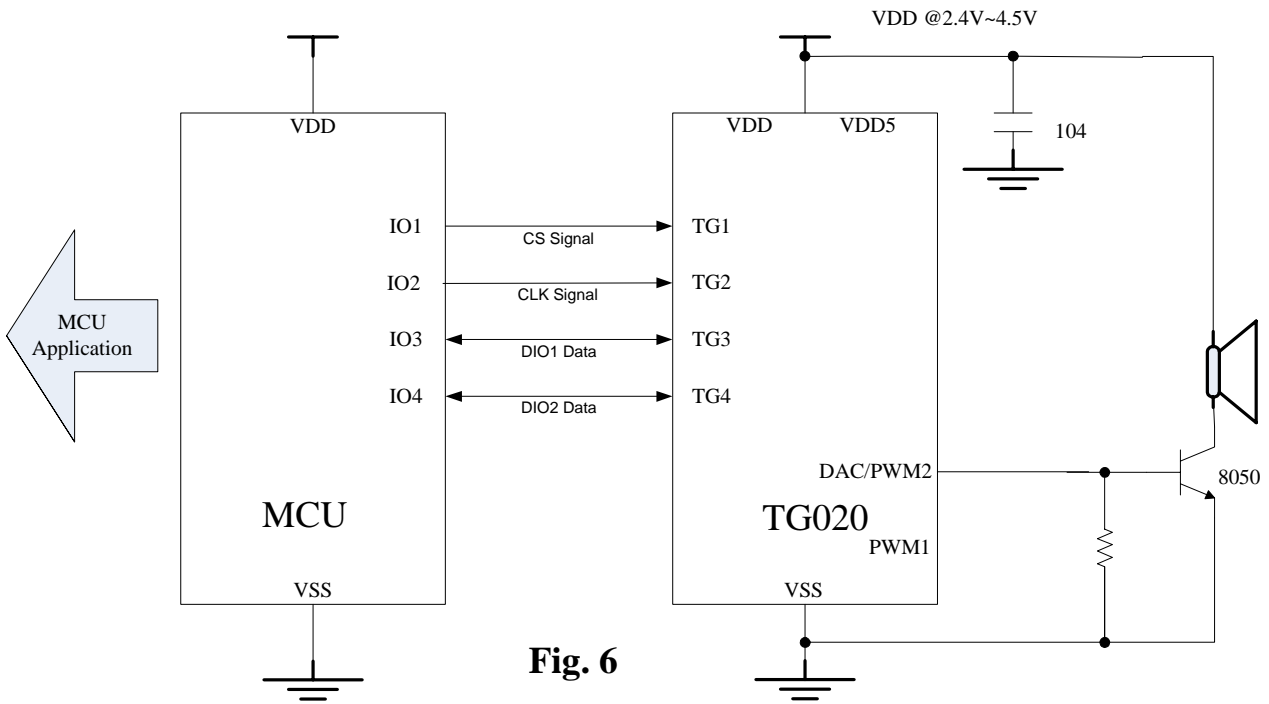 VDD @2.4V~4.5V
VDD
VDD
VDD5
104
IO1
CS Signal
TG1
IO2
CLK Signal
TG2
MCU
Application
IO3
DIO1 Data
TG3
IO4
DIO2 Data
TG4
DAC/PWM2
8050
MCU
TG020
PWM1
VSS
VSS
Fig. 6